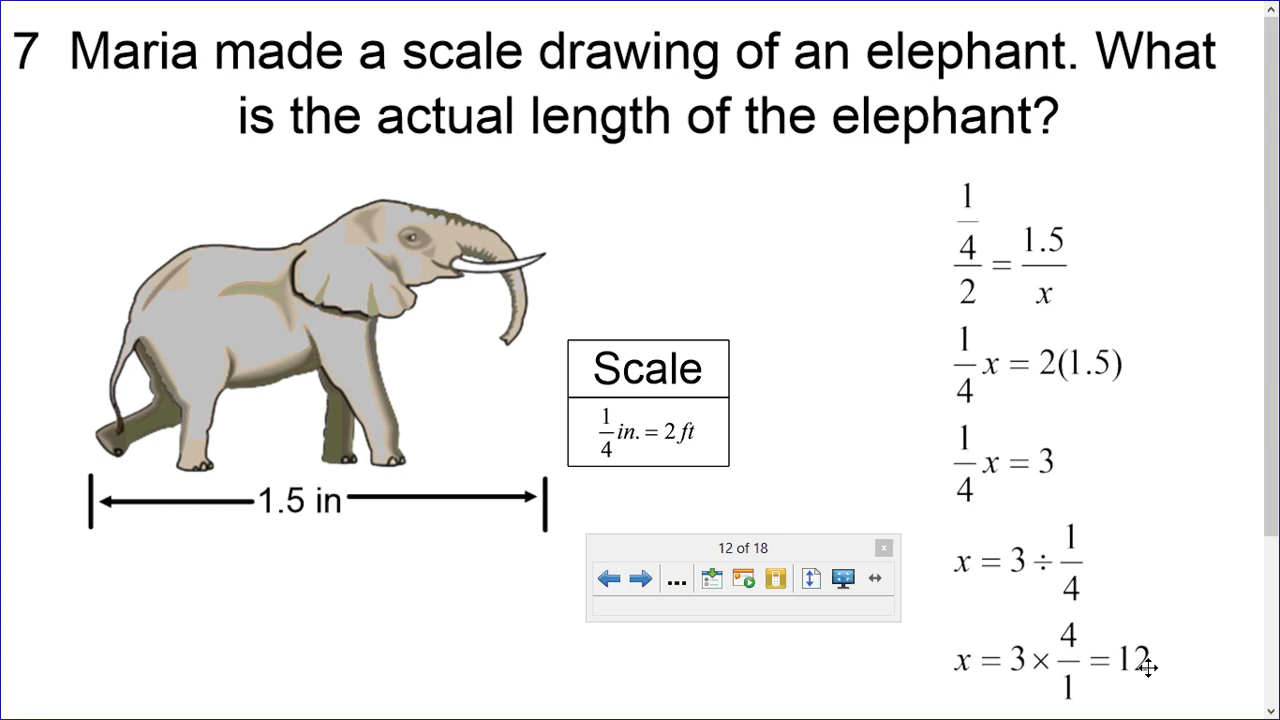 7 Maria made a scale drawing of an elephant. What
is the actual length of the elephant?
1.5 in
Scale
1/4 in. = 2 ft
12 of 18
x
...
(1/4)/2 = 1.5/x
1/4 x = 2(1.5)
1/4 x = 3
x = 3 ÷ 1/4
x = 3 × 4/1 = 12